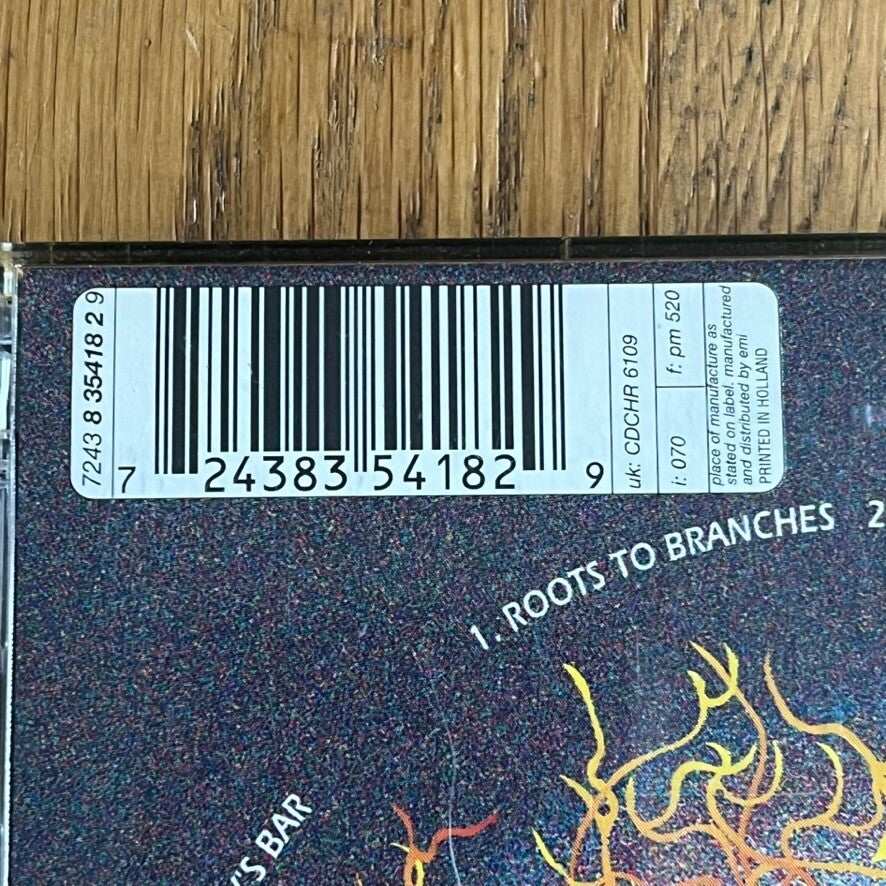 7243 8 35418 2 9
7 24383 54182 9
uk: CDCHR 6109
i: 070
f: pm 520
place of manufacture as
stated on label. manufactured
and distributed by emi
PRINTED IN HOLLAND
1. ROOTS TO BRANCHES 2
'S BAR